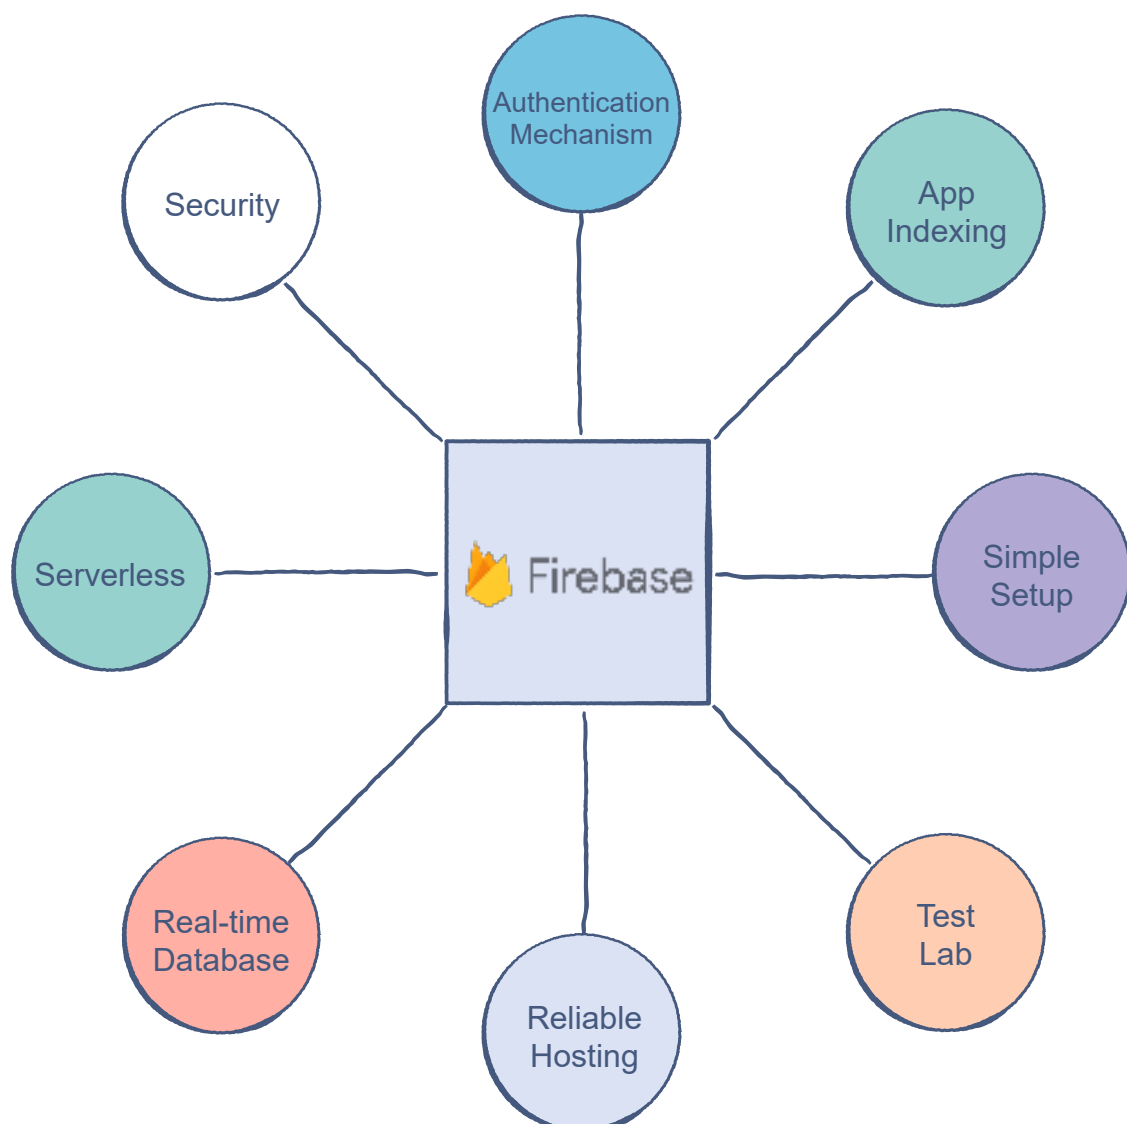 Authentication
Mechanism
App
Indexing
Security
Simple
Setup
Serverless
Firebase
Test
Lab
Real-time
Database
Reliable
Hosting